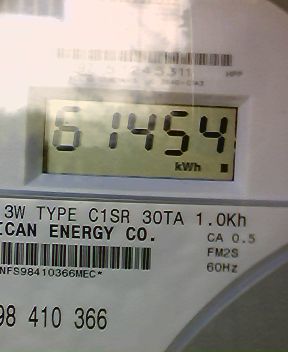 61454
kWh
3W TYPE C1SR 30TA 1.0Kh
ICAN ENERGY CO.
CA 0.5
FM2S
NFS98410366MEC*
60Hz
98 410 366